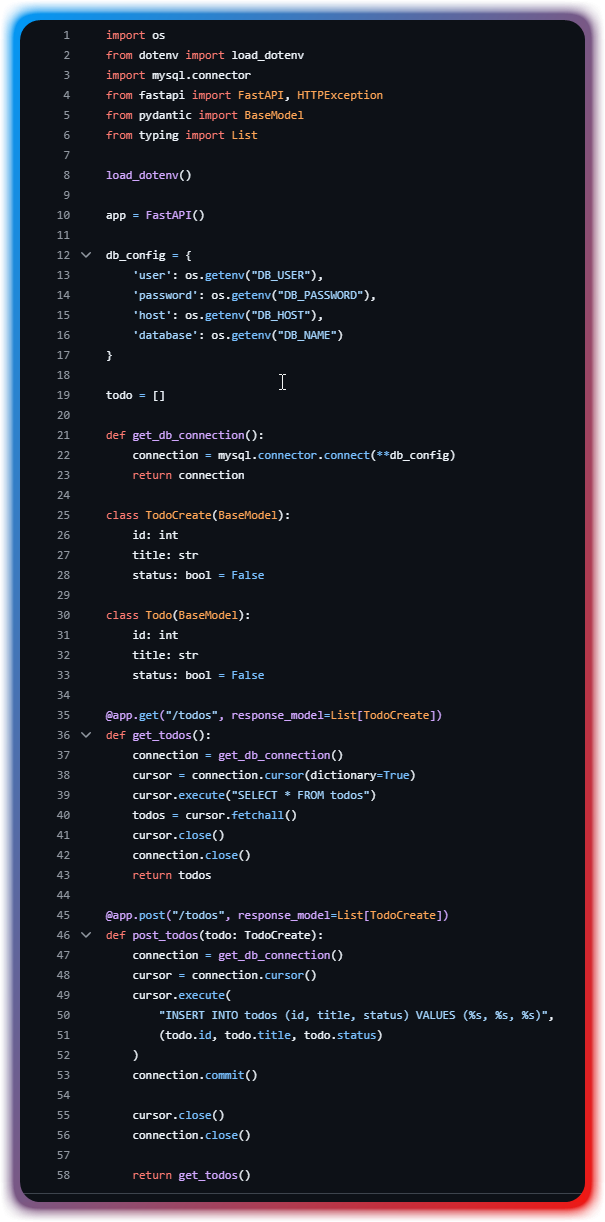 1 import os
2 from dotenv import load_dotenv
3 import mysql.connector
4 from fastapi import FastAPI, HTTPException
5 from pydantic import BaseModel
6 from typing import List
7
8 load_dotenv()
9
10 app = FastAPI()
11
12 db_config = {
13     'user': os.getenv("DB_USER"),
14     'password': os.getenv("DB_PASSWORD"),
15     'host': os.getenv("DB_HOST"),
16     'database': os.getenv("DB_NAME")
17 }
18
19 todo = []
20
21 def get_db_connection():
22     connection = mysql.connector.connect(**db_config)
23     return connection
24
25 class TodoCreate(BaseModel):
26     id: int
27     title: str
28     status: bool = False
29
30 class Todo(BaseModel):
31     id: int
32     title: str
33     status: bool = False
34
35 @app.get("/todos", response_model=List[TodoCreate])
36 def get_todos():
37     connection = get_db_connection()
38     cursor = connection.cursor(dictionary=True)
39     cursor.execute("SELECT * FROM todos")
40     todos = cursor.fetchall()
41     cursor.close()
42     connection.close()
43     return todos
44
45 @app.post("/todos", response_model=List[TodoCreate])
46 def post_todos(todo: TodoCreate):
47     connection = get_db_connection()
48     cursor = connection.cursor()
49     cursor.execute(
50         "INSERT INTO todos (id, title, status) VALUES (%s, %s, %s)",
51         (todo.id, todo.title, todo.status)
52     )
53     connection.commit()
54
55     cursor.close()
56     connection.close()
57
58     return get_todos()